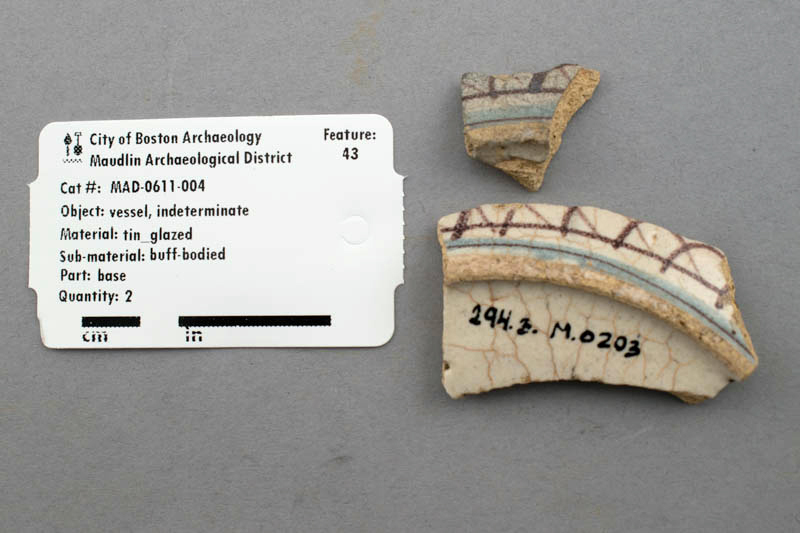 City of Boston Archaeology
Maudlin Archaeological District
Feature:
43
Cat #: MAD-0611-004
Object: vessel, indeterminate
Material: tin_glazed
Sub-material: buff-bodied
Part: base
Quantity: 2
cm
in
294.Z. M.0203